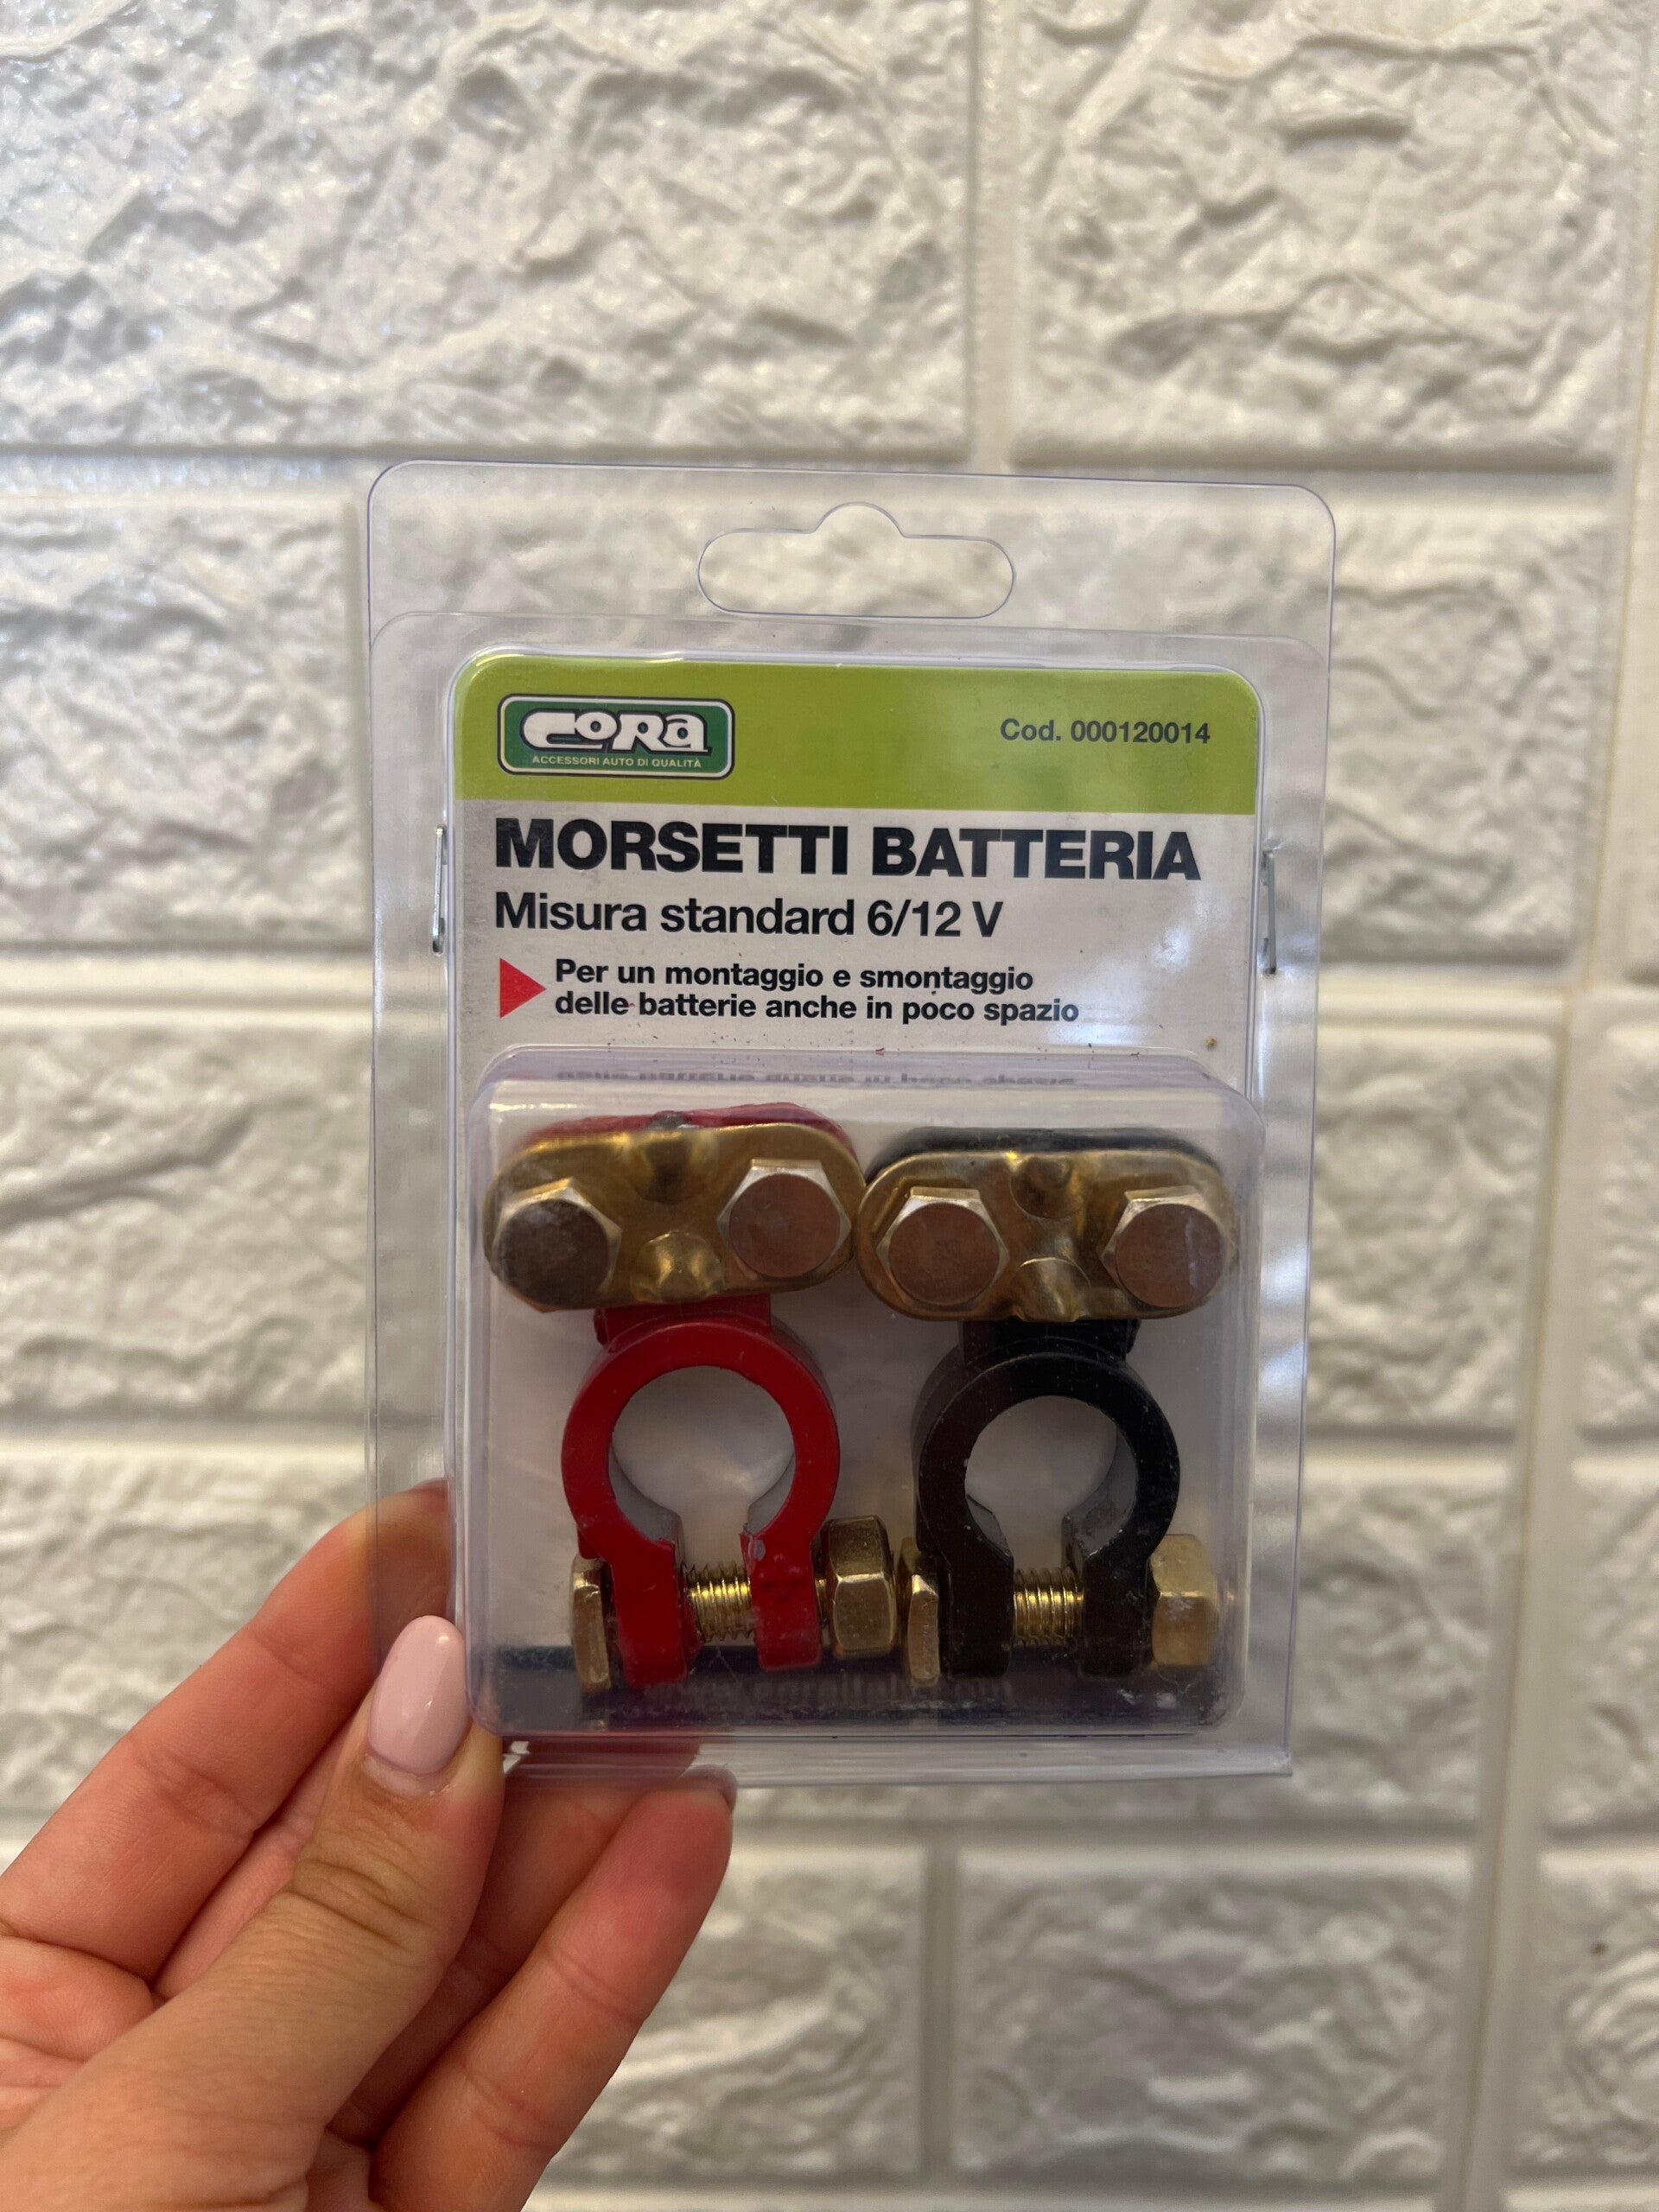 CORA
ACCESSORI AUTO DI QUALITÀ
Cod. 000120014
MORSETTI BATTERIA
Misura standard 6/12 V
Per un montaggio e smontaggio
delle batterie anche in poco spazio